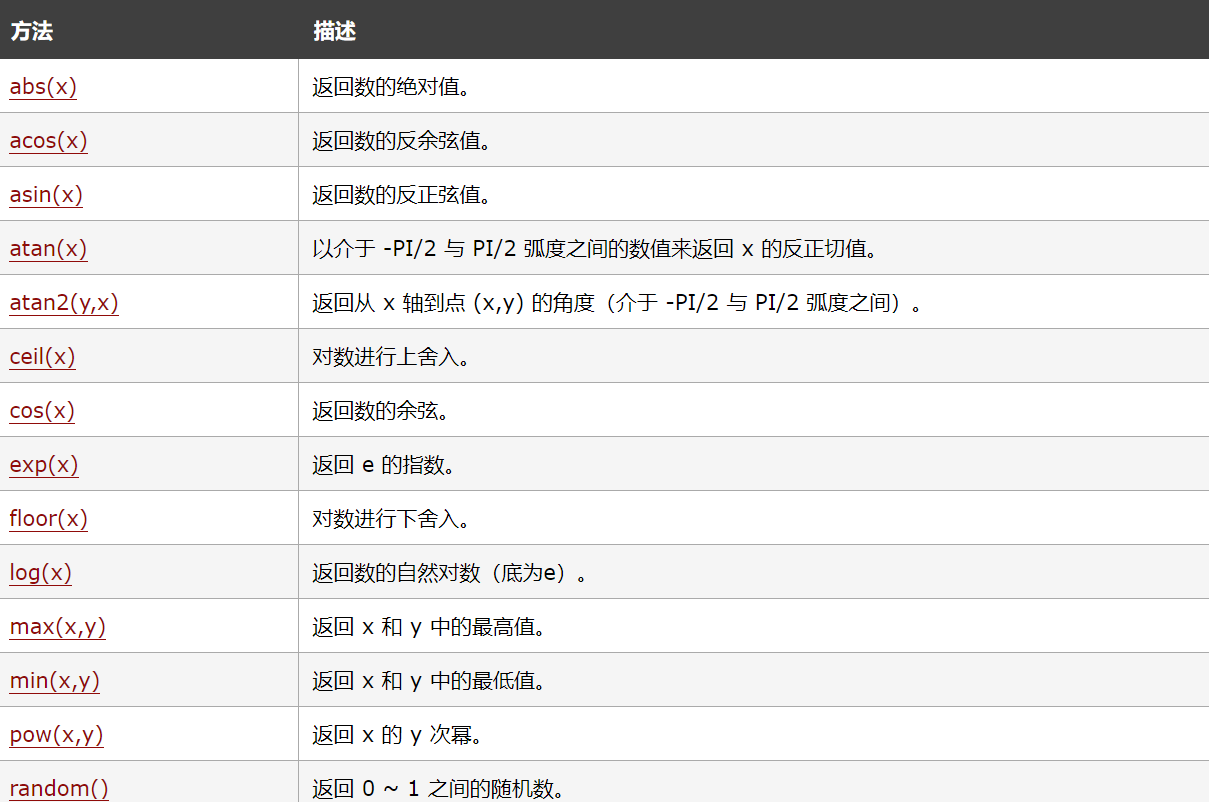 方法 描述
abs(x) 返回数的绝对值。
acos(x) 返回数的反余弦值。
asin(x) 返回数的反正弦值。
atan(x) 以介于 -PI/2 与 PI/2 弧度之间的数值来返回 x 的反正切值。
atan2(y,x) 返回从 x 轴到点 (x,y) 的角度（介于 -PI/2 与 PI/2 弧度之间）。
ceil(x) 对数进行上舍入。
cos(x) 返回数的余弦。
exp(x) 返回 e 的指数。
floor(x) 对数进行下舍入。
log(x) 返回数的自然对数（底为e）。
max(x,y) 返回 x 和 y 中的最高值。
min(x,y) 返回 x 和 y 中的最低值。
pow(x,y) 返回 x 的 y 次幂。
random() 返回 0 ~ 1 之间的随机数。